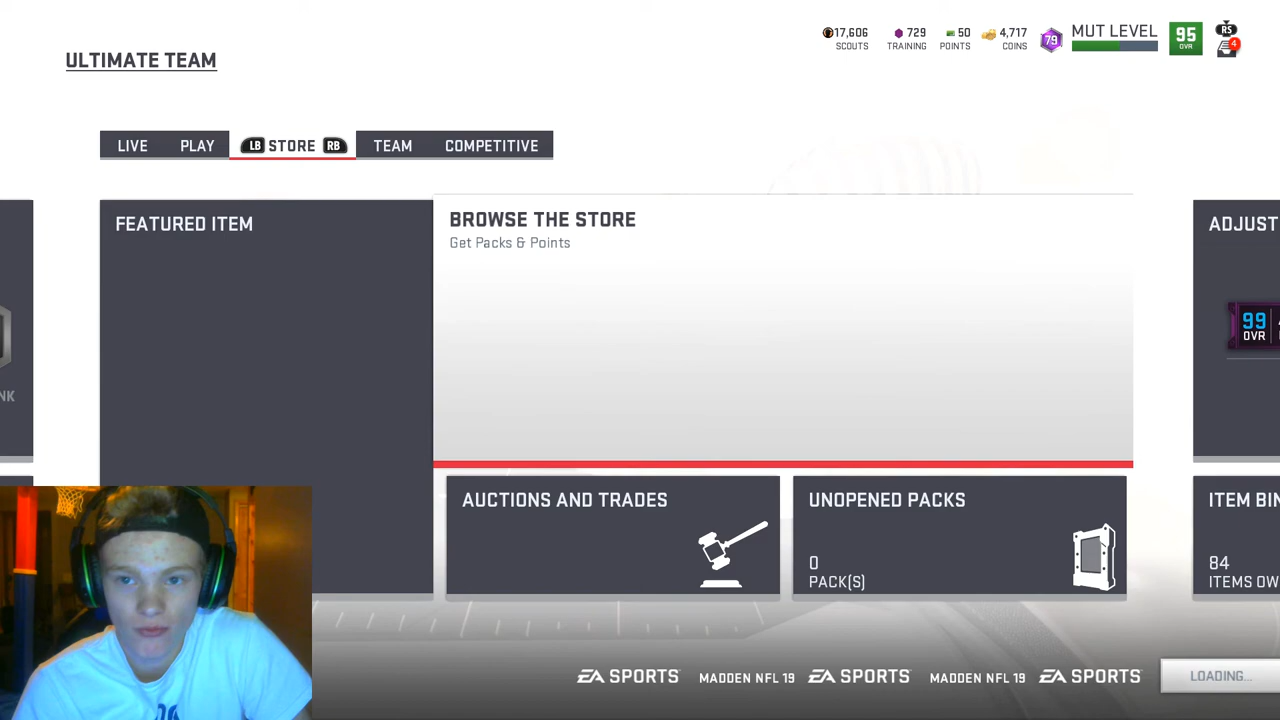 ULTIMATE TEAM
17,606
SCOUTS
729
TRAINING
50
POINTS
4,717
COINS
79
MUT LEVEL
95
OVR
RS
4
LIVE
PLAY
LB STORE RB
TEAM
COMPETITIVE
FEATURED ITEM
BROWSE THE STORE
Get Packs & Points
ADJUST
99
OVR
NK
AUCTIONS AND TRADES
UNOPENED PACKS
0
PACK(S)
ITEM BIN
84
ITEMS OW
EA SPORTS MADDEN NFL 19 EA SPORTS MADDEN NFL 19 EA SPORTS
LOADING...